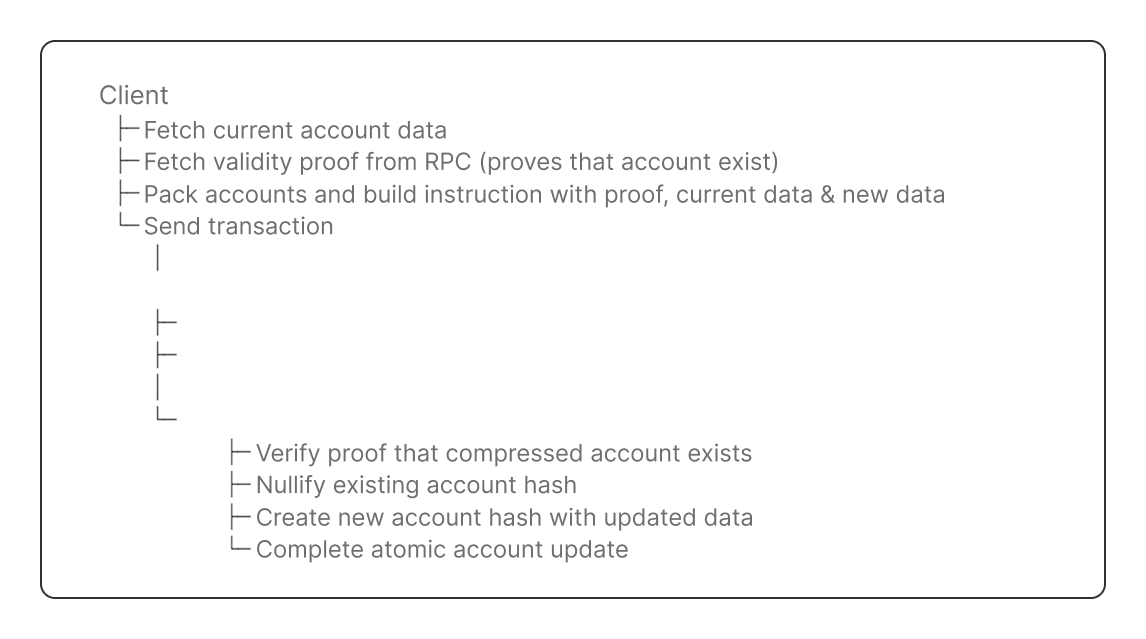 Client
├─ Fetch current account data
├─ Fetch validity proof from RPC (proves that account exist)
├─ Pack accounts and build instruction with proof, current data & new data
└─ Send transaction
│
├─
├─
│
└─
├─ Verify proof that compressed account exists
├─ Nullify existing account hash
├─ Create new account hash with updated data
└─ Complete atomic account update